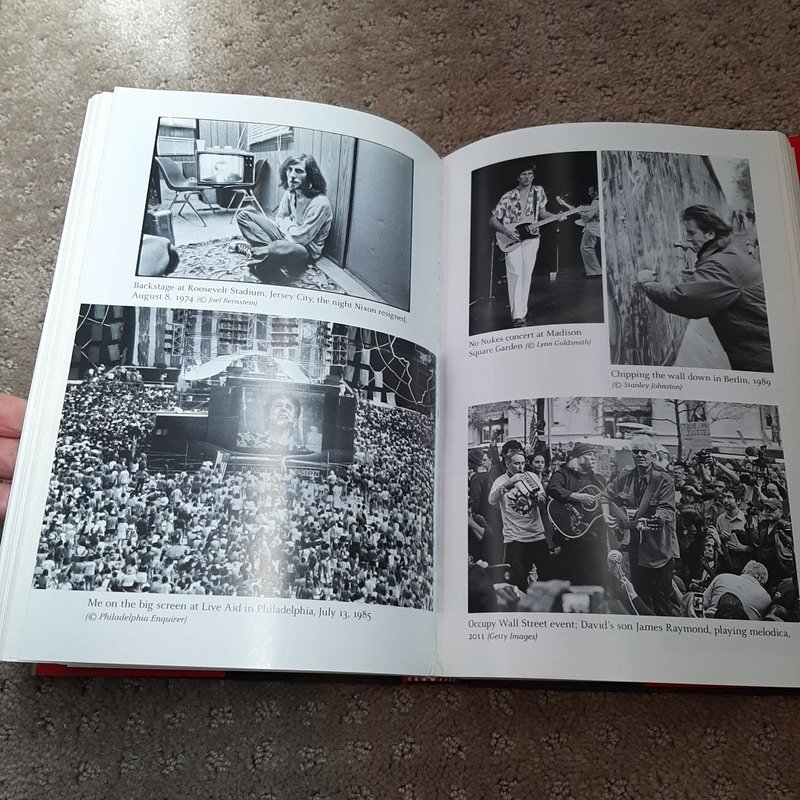 Backstage at Roosevelt Stadium, Jersey City, the night Nixon resigned,
August 8, 1974 (© Joel Bernstein)
Me on the big screen at Live Aid in Philadelphia, July 13, 1985
(© Philadelphia Enquirer)
No Nukes concert at Madison
Square Garden (© Lynn Goldsmith)
Chipping the wall down in Berlin, 1989
(© Stanley Johnston)
Occupy Wall Street event; David's son James Raymond, playing melodica,
2011 (Getty Images)